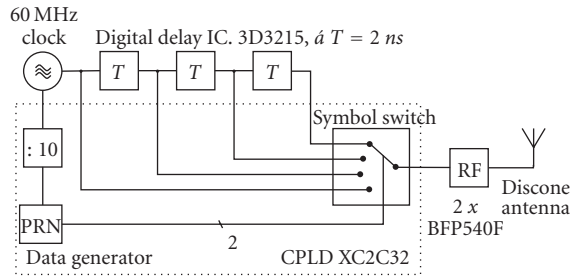 60 MHz
clock
Digital delay IC. 3D3215, á T = 2 ns
T
T
T
Symbol switch
: 10
RF
Discone
antenna
2 x
BFP540F
PRN
2
Data generator
CPLD XC2C32